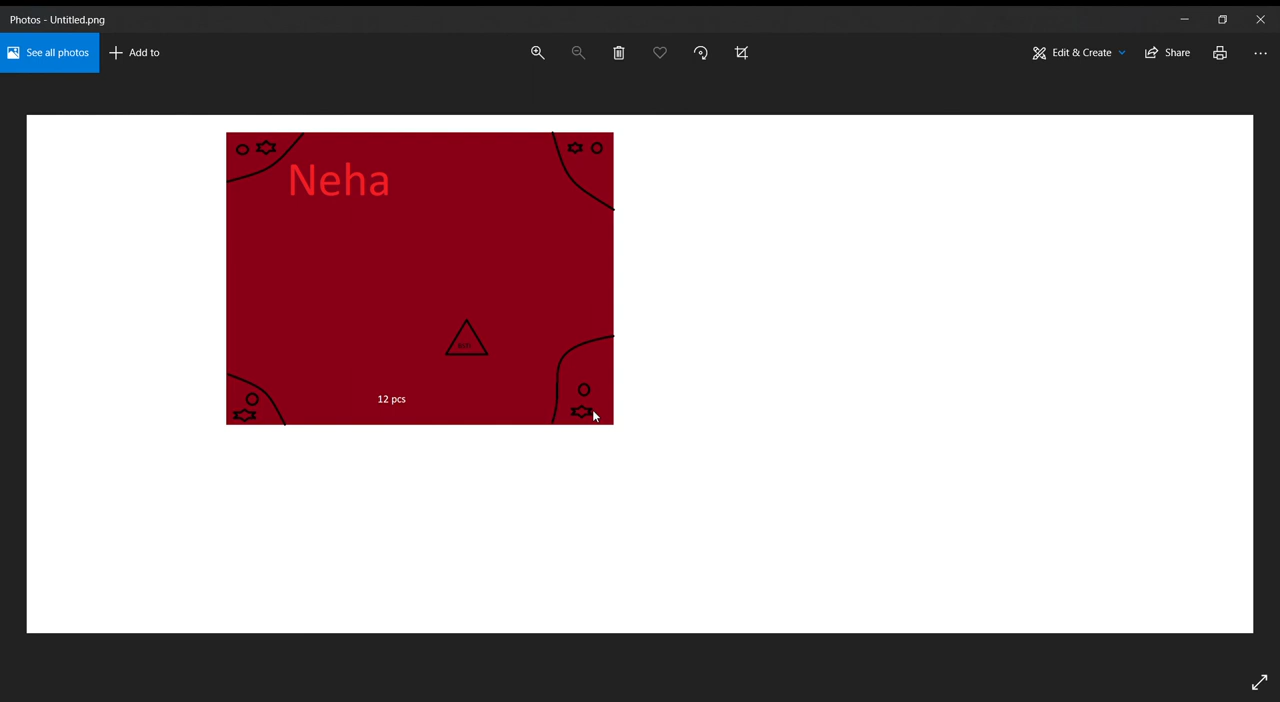 Photos - Untitled.png
See all photos
Add to
Edit & Create
Share
Neha
12 pcs